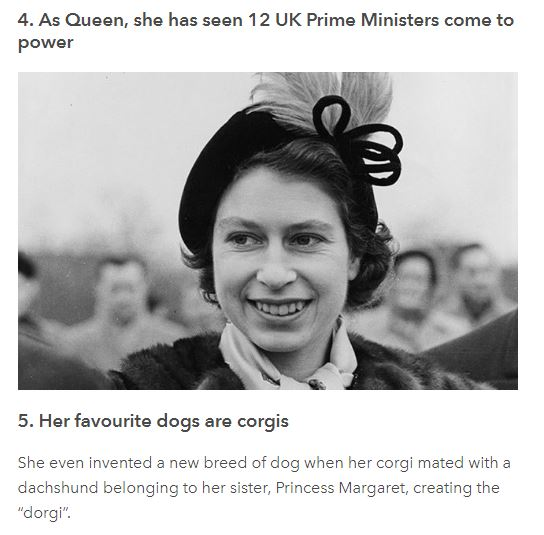 4. As Queen, she has seen 12 UK Prime Ministers come to
power
5. Her favourite dogs are corgis
She even invented a new breed of dog when her corgi mated with a
dachshund belonging to her sister, Princess Margaret, creating the
“dorgi”.